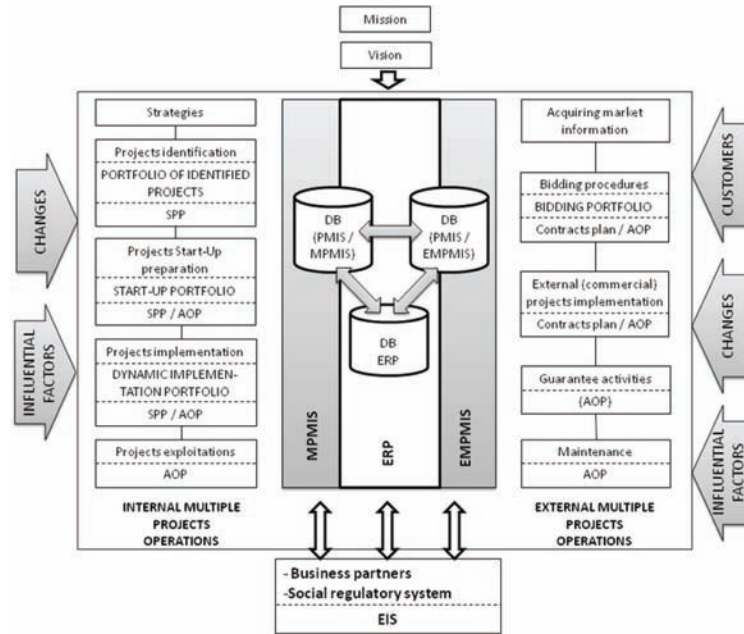 Mission
Vision
Strategies
Projects identification
PORTFOLIO OF IDENTIFIED
PROJECTS
SPP
Projects Start-Up
preparation
START-UP PORTFOLIO
SPP / AOP
Projects implementation
DYNAMIC IMPLEMEN-
TATION PORTFOLIO
SPP / AOP
Projects exploitations
AOP
INTERNAL MULTIPLE
PROJECTS
OPERATIONS
CHANGES
INFLUENTIAL
FACTORS
DB
{PMIS /
MPMIS}
DB
{PMIS /
EMPMIS}
DB
ERP
MPMIS
ERP
EMPMIS
Acquiring market
information
Bidding procedures
BIDDING PORTFOLIO
Contracts plan / AOP
External {commercial}
projects implementation
Contracts plan / AOP
Guarantee activities
{AOP}
Maintenance
AOP
EXTERNAL MULTIPLE
PROJECTS
OPERATIONS
CUSTOMERS
CHANGES
INFLUENTIAL
FACTORS
- Business partners
-Social regulatory system
EIS